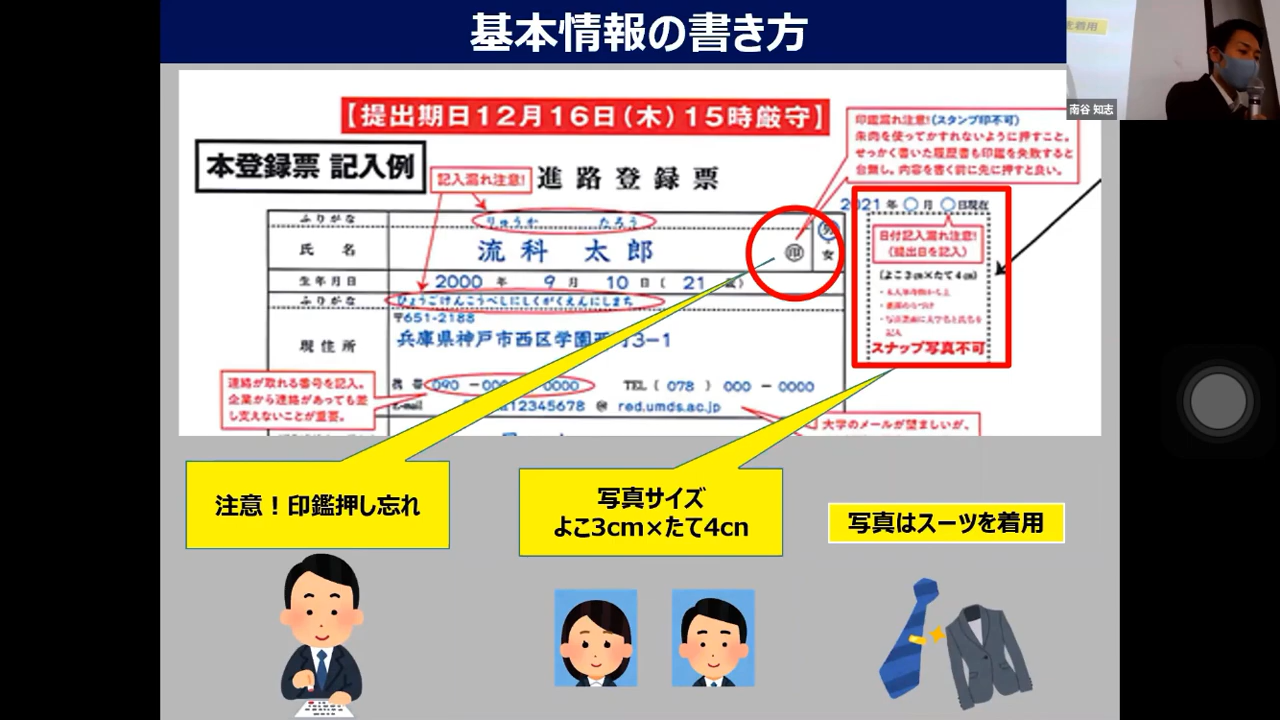 基本情報の書き方
を着用
南谷 知志
【提出期日12月16日(木)15時厳守】
本登録票 記入例
記入漏れ注意!
進路登録票
印鑑漏れ注意!(スタンプ印不可)
朱肉を使ってかすれないように押すこと。
せっかく書いた履歴書も印鑑を失敗すると
台無し。内容を書く前に先に押すと良い。
2021年 ○月 ○日現在
ふりがな りゅうか たろう
氏名 流科 太郎 ㊞ 男 女
日付記入漏れ注意!
(提出日を記入)
(よこ3cm×たて4cm)
スナップ写真不可
生年月日 2000年 9月 10日(21歳)
ふりがな ひょうごけんこうべしにしくがくえんにしまち
〒651-2188
現住所 兵庫県神戸市西区学園西町3-1
連絡が取れる番号を記入。
企業から連絡があっても差
し支えないことが重要。
携帯 090 - 0000 TEL(078)000-0000
E-mail 12345678 @ red.umds.ac.jp
大学のメールが望ましいが、
注意!印鑑押し忘れ
写真サイズ
よこ3cm×たて4cn
写真はスーツを着用